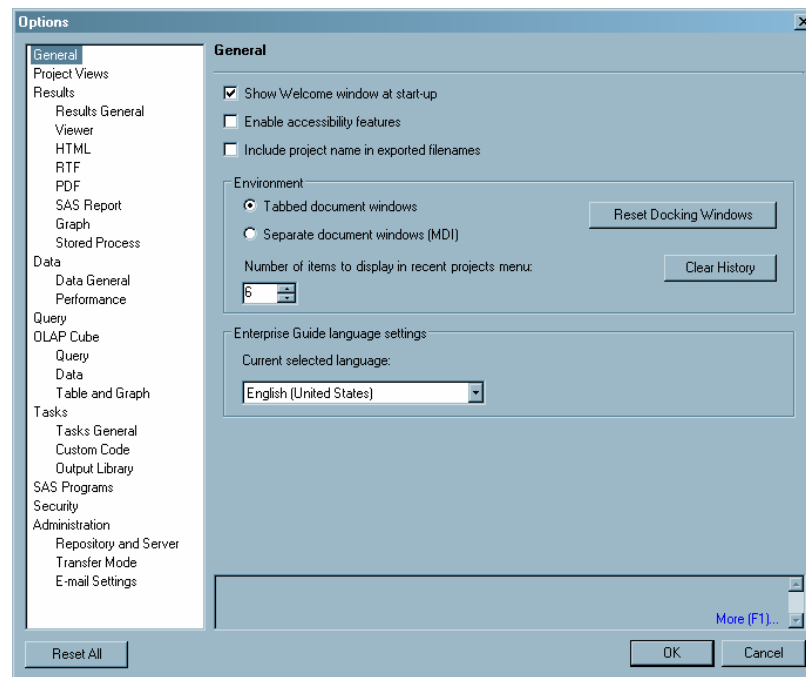 Options
General
Project Views
Results
Results General
Viewer
HTML
RTF
PDF
SAS Report
Graph
Stored Process
Data
Data General
Performance
Query
OLAP Cube
Query
Data
Table and Graph
Tasks
Tasks General
Custom Code
Output Library
SAS Programs
Security
Administration
Repository and Server
Transfer Mode
E-mail Settings
General
Show Welcome window at start-up
Enable accessibility features
Include project name in exported filenames
Environment
Tabbed document windows
Reset Docking Windows
Separate document windows (MDI)
Number of items to display in recent projects menu:
Clear History
6
Enterprise Guide language settings
Current selected language:
English (United States)
More (F1)...
Reset All
OK
Cancel